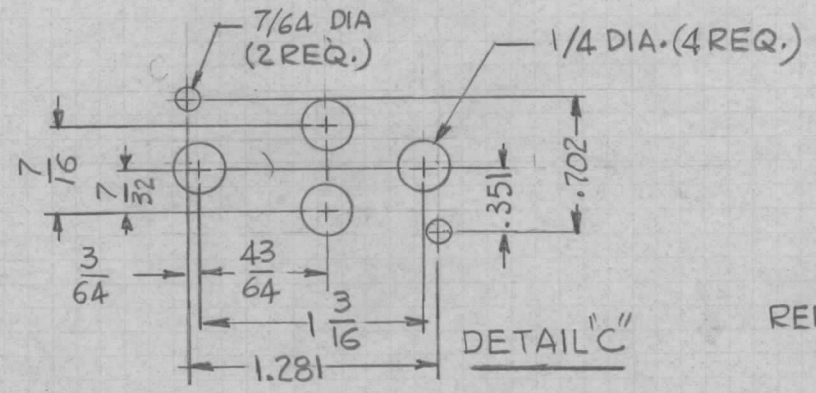 7/64 DIA
(2 REQ.)
1/4 DIA. (4 REQ.)
7/16
7/32
.351
.702
3/64
43/64
1 3/16
1.281
DETAIL "C"